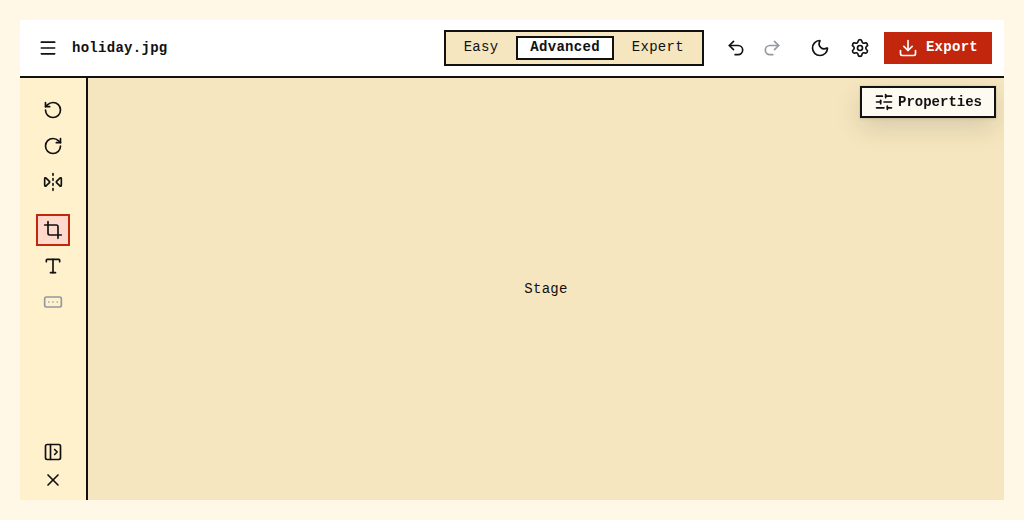 holiday.jpg
Easy
Advanced
Expert
Export
Properties
Stage